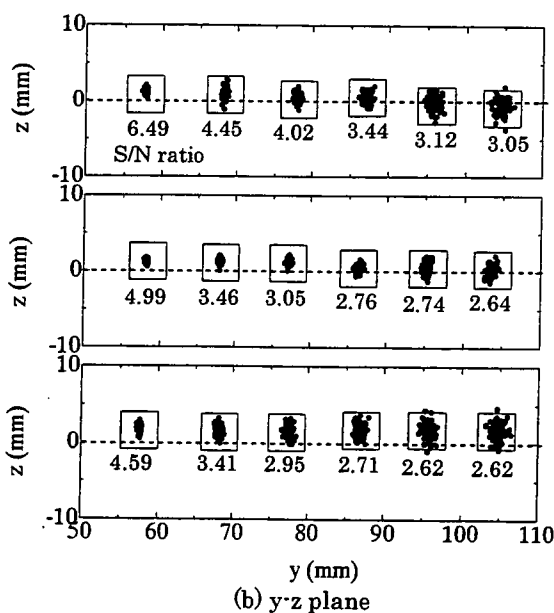 10
z (mm)
0
6.49 4.45 4.02 3.44 3.12 3.05
S/N ratio
-10
z (mm)
0
4.99 3.46 3.05 2.76 2.74 2.64
-10
10
z (mm)
0
4.59 3.41 2.95 2.71 2.62 2.62
-10
50 60 70 80 90 100 110
y (mm)
(b) y-z plane